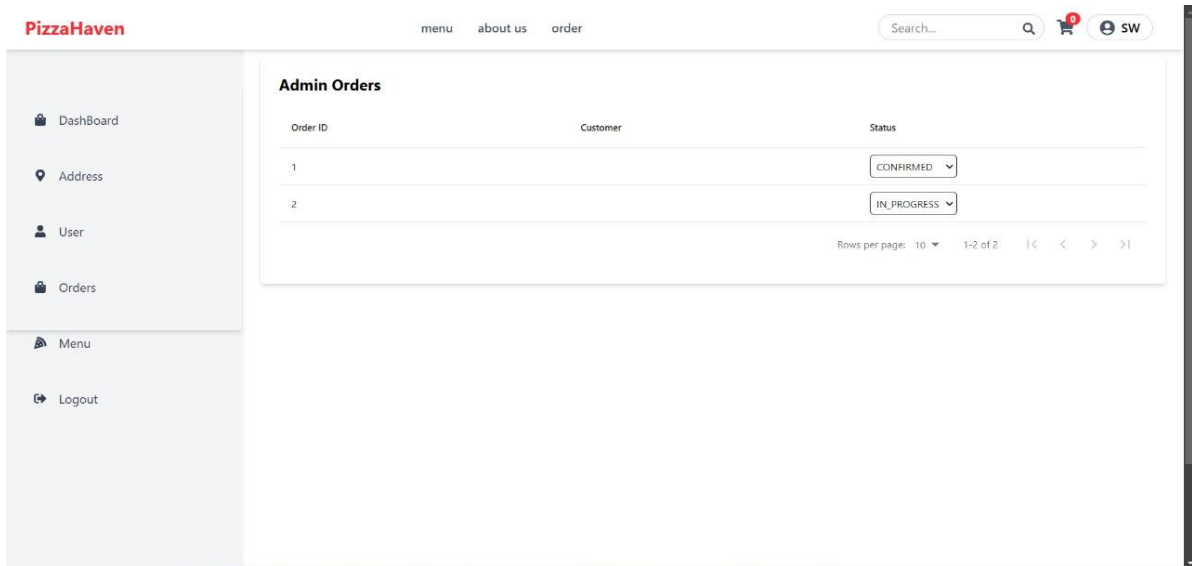 PizzaHaven menu about us order Search... 0 SW
DashBoard
Address
User
Orders
Menu
Logout
Admin Orders
Order ID Customer Status
1 CONFIRMED
2 IN_PROGRESS
Rows per page: 10 1-2 of 2